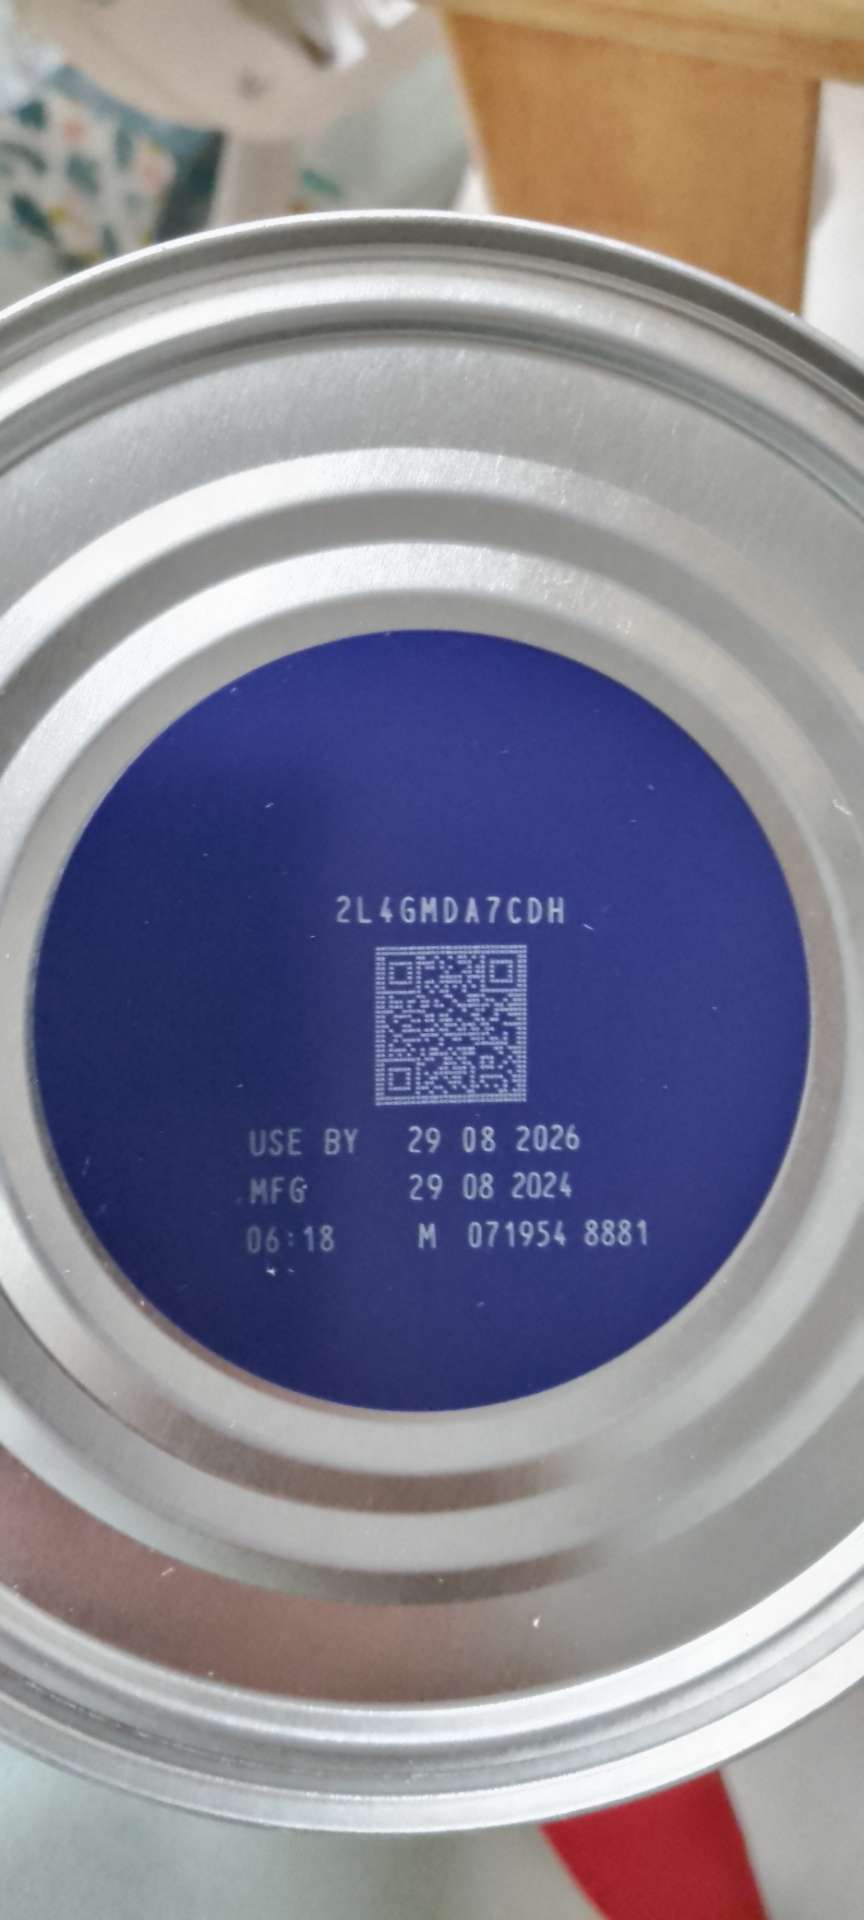 2L4GMDA7CDH
USE BY 29 08 2026
MFG 29 08 2024
06:18 M 071954 8881